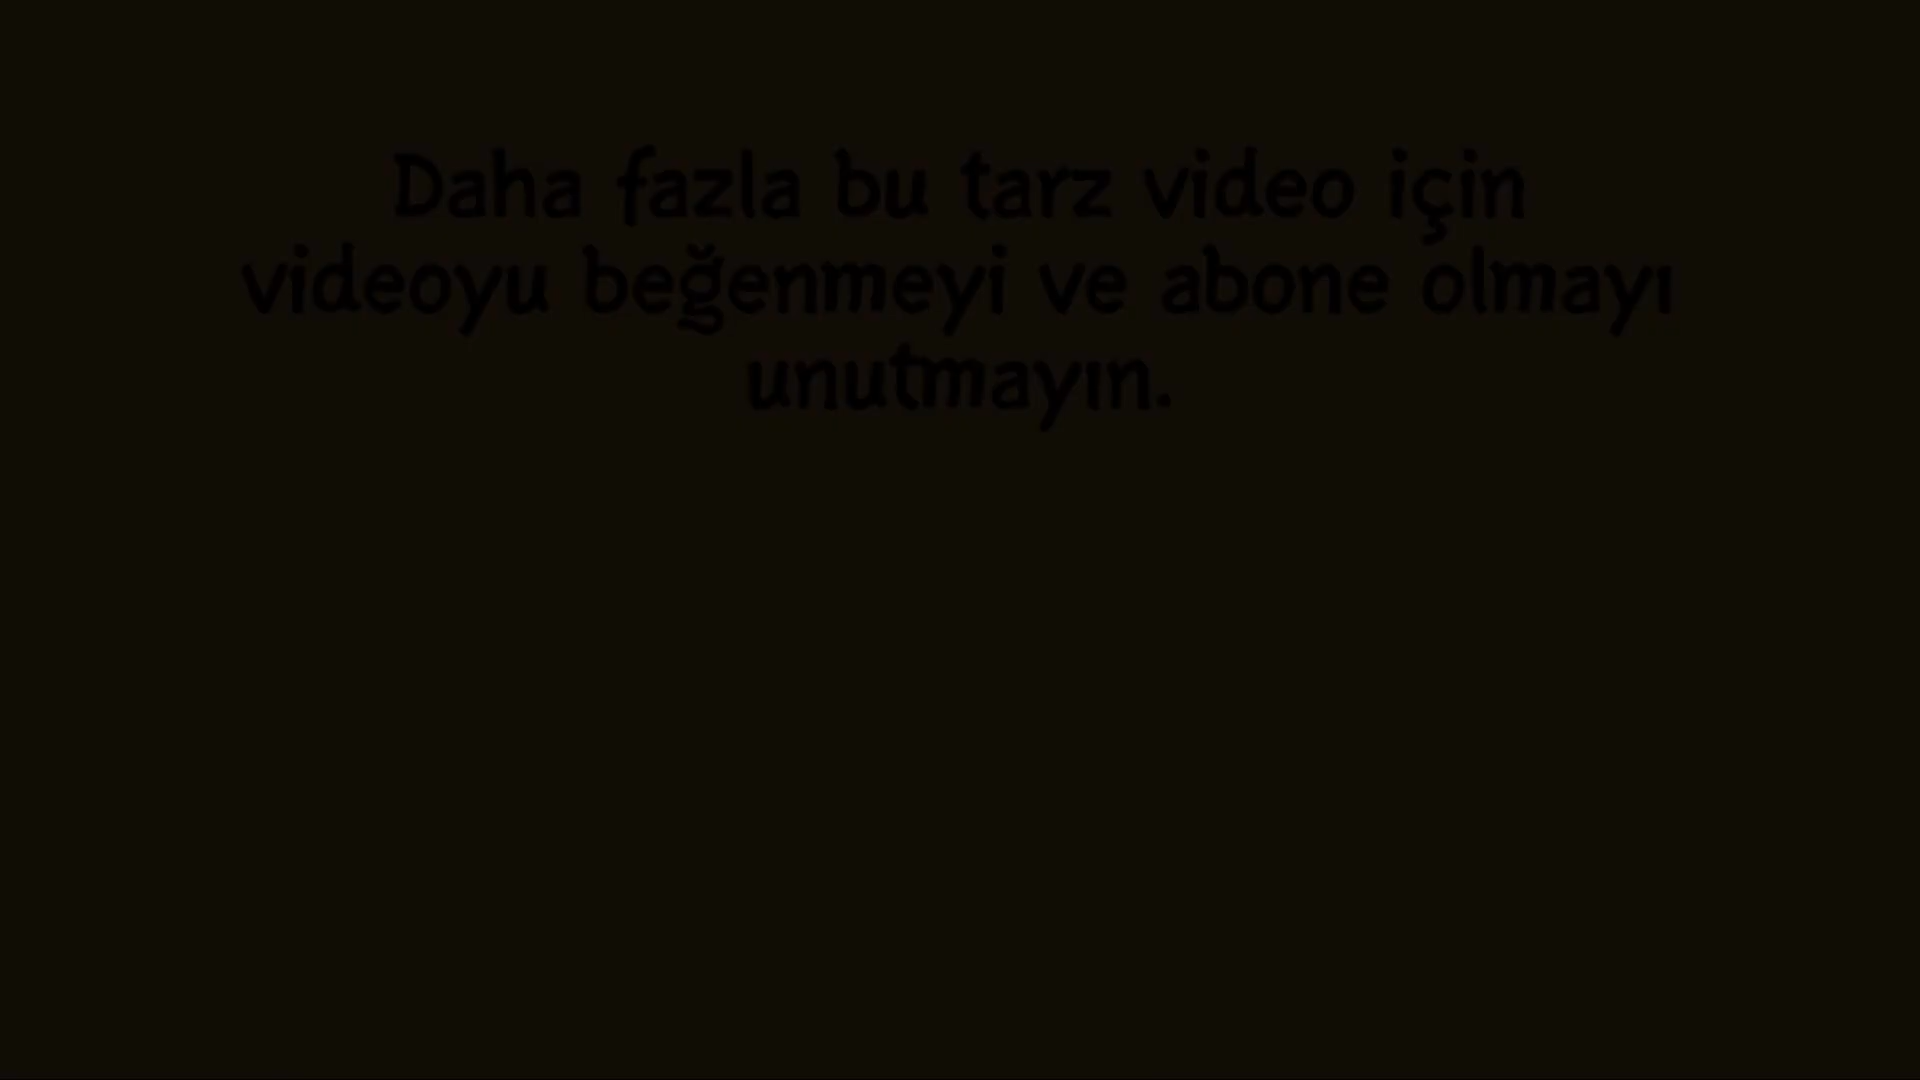 Daha fazla bu tarz video için
videoyu beğenmeyi ve abone olmayı
unutmayın.